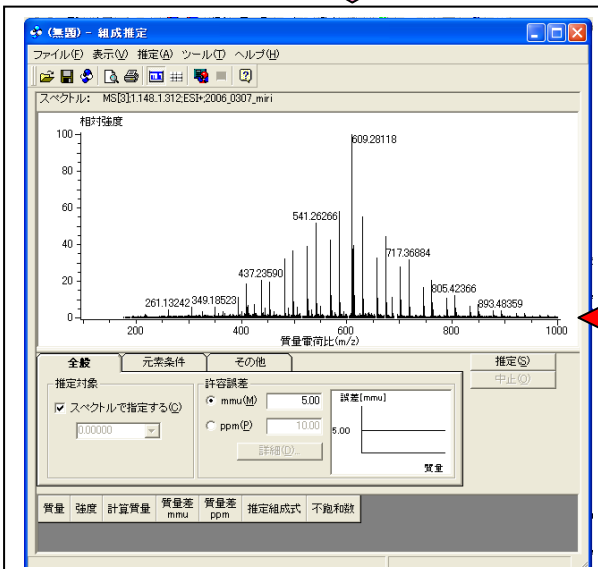 (無題) - 組成推定
ファイル(F) 表示(V) 推定(A) ツール(T) ヘルプ(H)
スペクトル: MS[3];1.148.1.312;ESI+;2006_0307_miri
相対強度
100
80
60
40
20
0
609.28118
541.26266
717.36884
437.23590
805.42366
261.13242
349.18523
893.48359
200
400
600
800
1000
質量電荷比(m/z)
全般 元素条件 その他
推定(S)
中止(O)
推定対象
スペクトルで指定する(C)
0.00000
許容誤差
mmu(M) 5.00
ppm(P) 10.00
詳細(D)...
誤差[mmu]
5.00
質量
質量 強度 計算質量 質量差 mmu 質量差 ppm 推定組成式 不飽和数